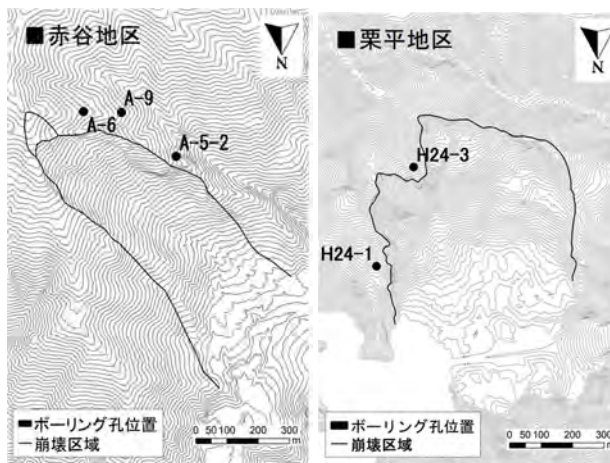 ■赤谷地区
N
A-9
A-6
A-5-2
■ボーリング孔位置
—崩壊区域
0 50 100 200 300
m
■栗平地区
N
H24-3
H24-1
■ボーリング孔位置
—崩壊区域
0 50 100 200 300
m